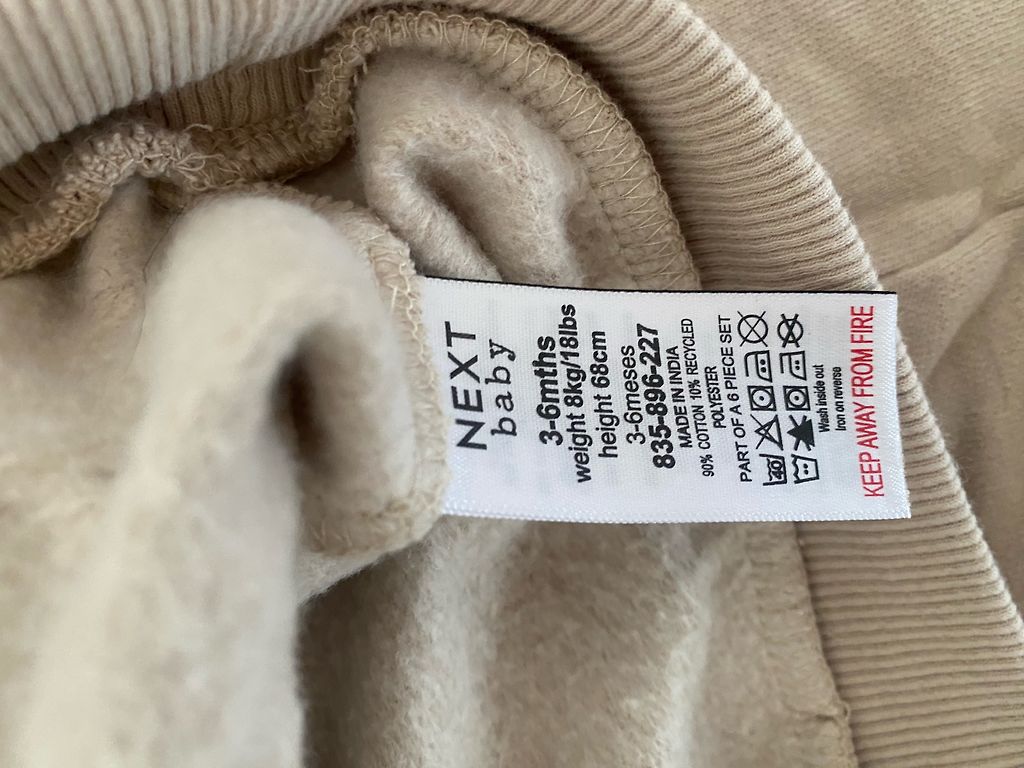 NEXT
baby
3-6mths
weight 8kg/18lbs
height 68cm
3-6meses
835-896-227
MADE IN INDIA
90% COTTON 10% RECYCLED
POLYESTER
PART OF A 6 PIECE SET
40
Wash inside out
Iron on reverse
KEEP AWAY FROM FIRE